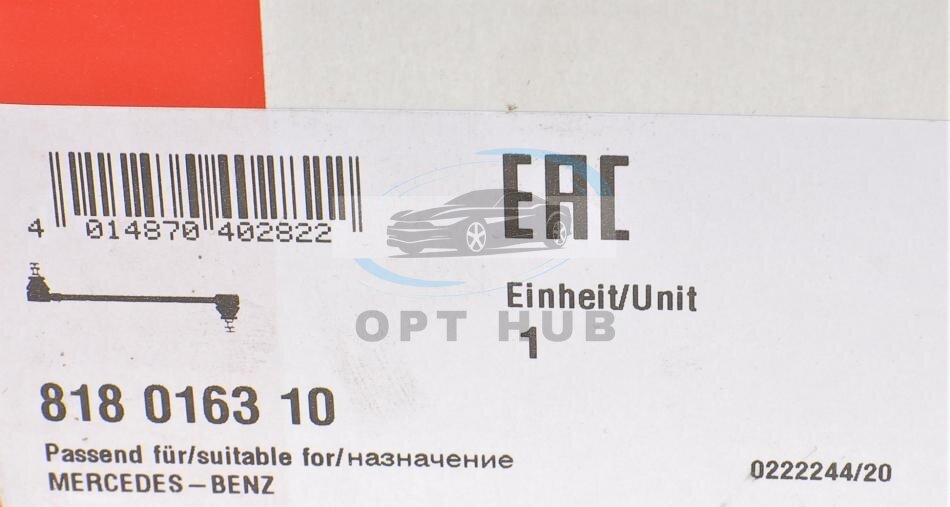 EAC
4 014870 402822
Einheit/Unit
OPT HUB
1
818 0163 10
Passend für/suitable for/назначение
MERCEDES-BENZ
0222244/20